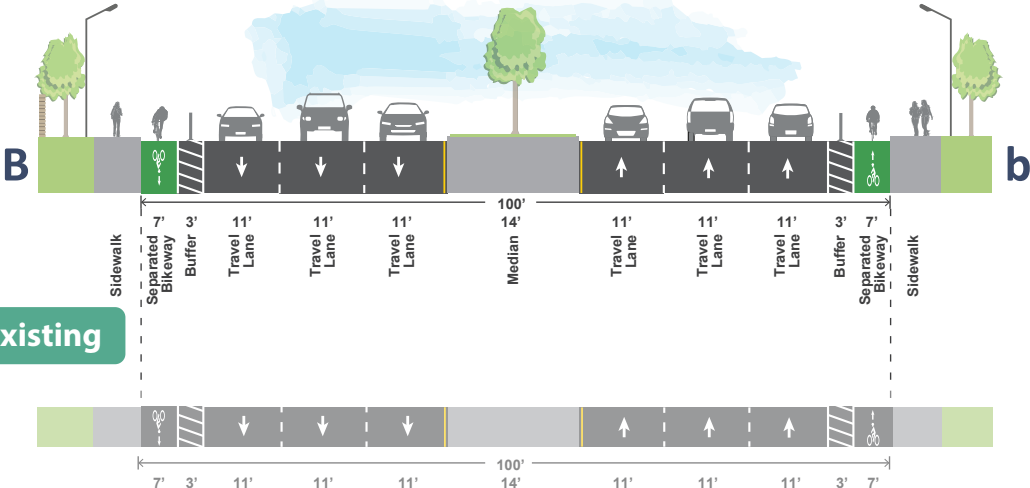 B
b
100’
7’ 3’ 11’ 11’ 11’ 14’ 11’ 11’ 11’ 3’ 7’
Sidewalk
Separated
Bikeway
Buffer
Travel
Lane
Travel
Lane
Travel
Lane
Median
Travel
Lane
Travel
Lane
Travel
Lane
Buffer
Separated
Bikeway
Sidewalk
xisting
100’
7’ 3’ 11’ 11’ 11’ 14’ 11’ 11’ 11’ 3’ 7’